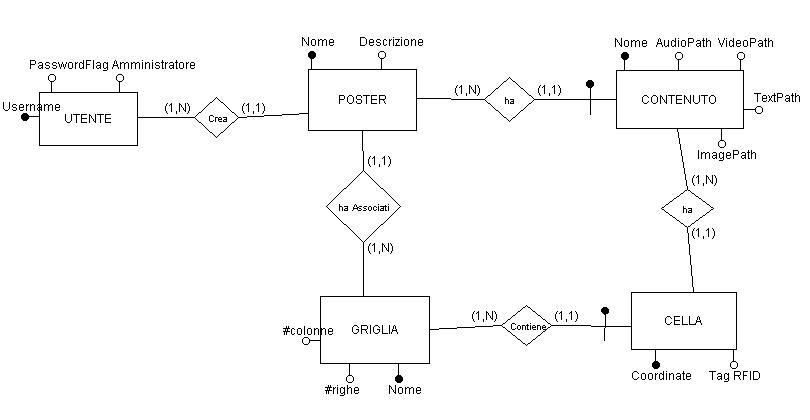 Nome
Descrizione
Nome
AudioPath
VideoPath
PasswordFlag Amministratore
Username
UTENTE
(1,N)
Crea
(1,1)
POSTER
(1,N)
ha
(1,1)
CONTENUTO
TextPath
ImagePath
(1,1)
ha Associati
(1,N)
(1,N)
ha
(1,1)
#colonne
GRIGLIA
(1,N)
Contiene
(1,1)
CELLA
#righe
Nome
Coordinate
Tag RFID